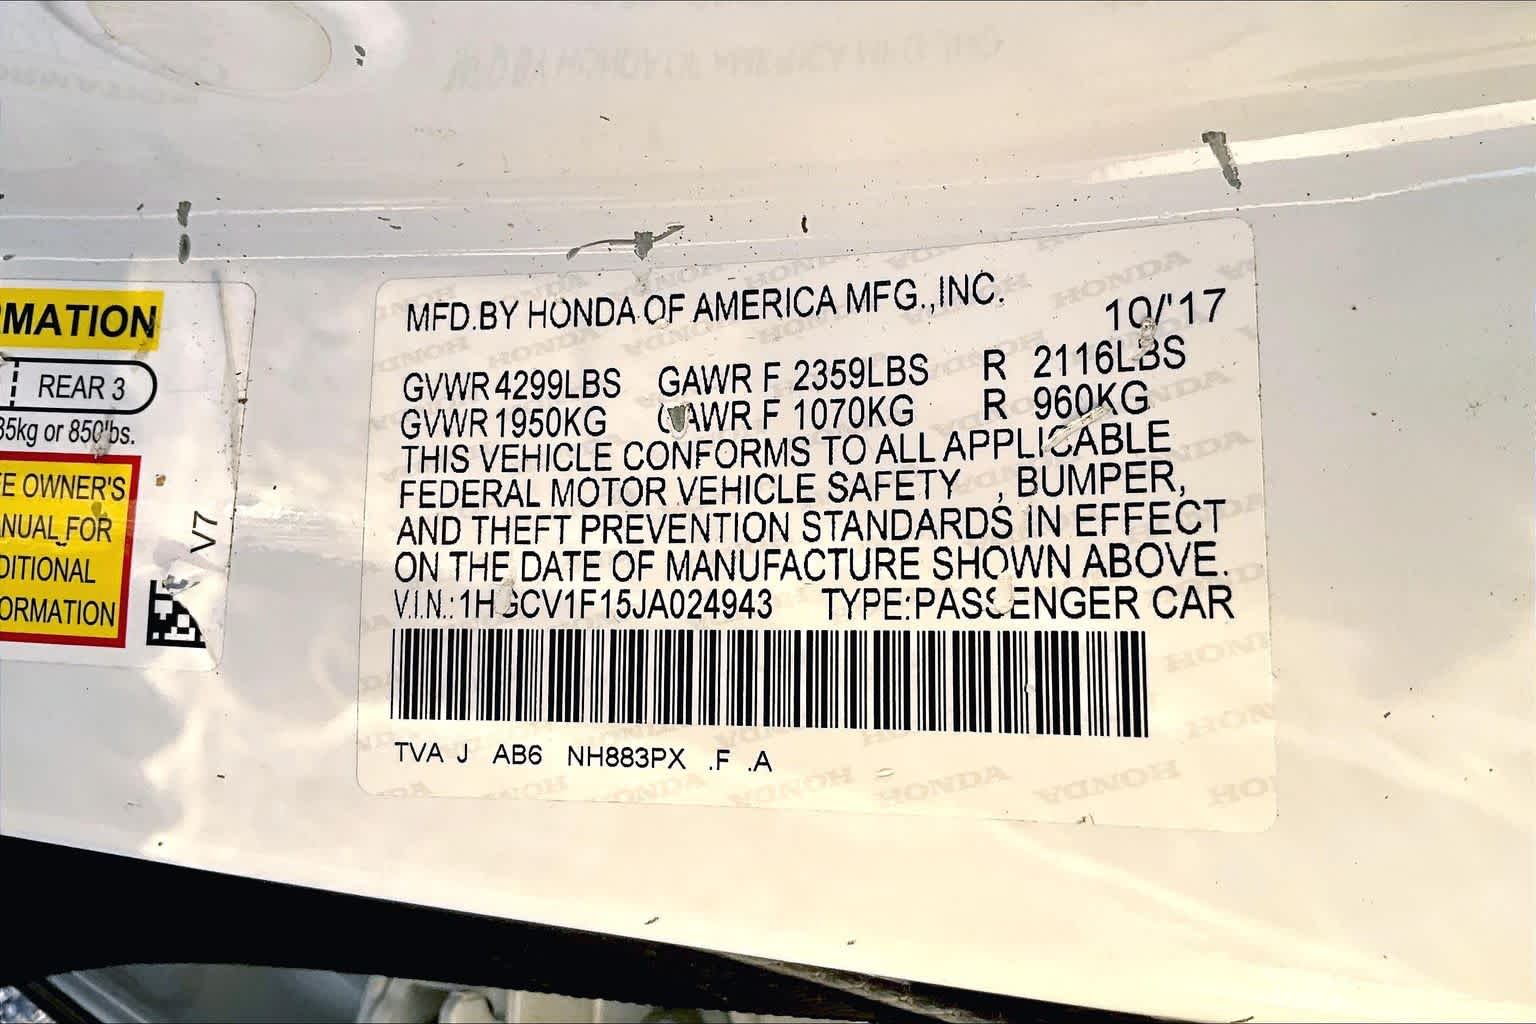 RMATION
REAR 3
35kg or 850lbs.
EE OWNER'S
ANUAL FOR
DITIONAL
ORMATION
V7
MFD.BY HONDA OF AMERICA MFG.,INC.
10/'17
GVWR 4299LBS GAWR F 2359LBS R 2116LBS
GVWR 1950KG GAWR F 1070KG R 960KG
THIS VEHICLE CONFORMS TO ALL APPLICABLE
FEDERAL MOTOR VEHICLE SAFETY , BUMPER,
AND THEFT PREVENTION STANDARDS IN EFFECT
ON THE DATE OF MANUFACTURE SHOWN ABOVE.
V.I.N.: 1HGCV1F15JA024943 TYPE:PASSENGER CAR
TVA J AB6 NH883PX .F .A